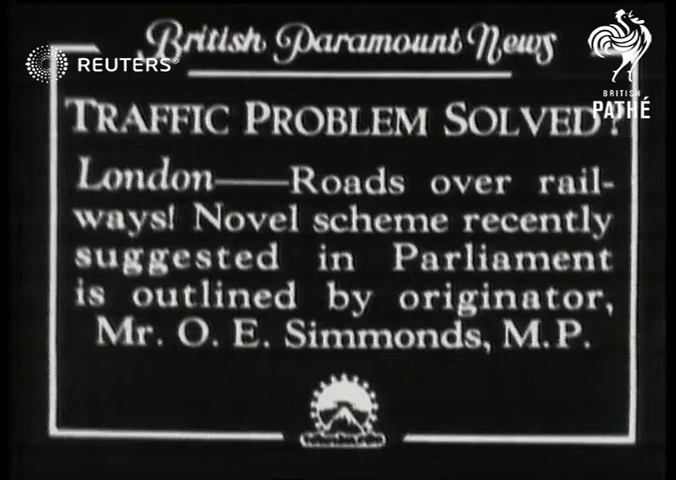 British Paramount News
REUTERS
BRITISH
PATHÉ
TRAFFIC PROBLEM SOLVED?
London—Roads over rail-
ways! Novel scheme recently
suggested in Parliament
is outlined by originator,
Mr. O. E. Simmonds, M.P.